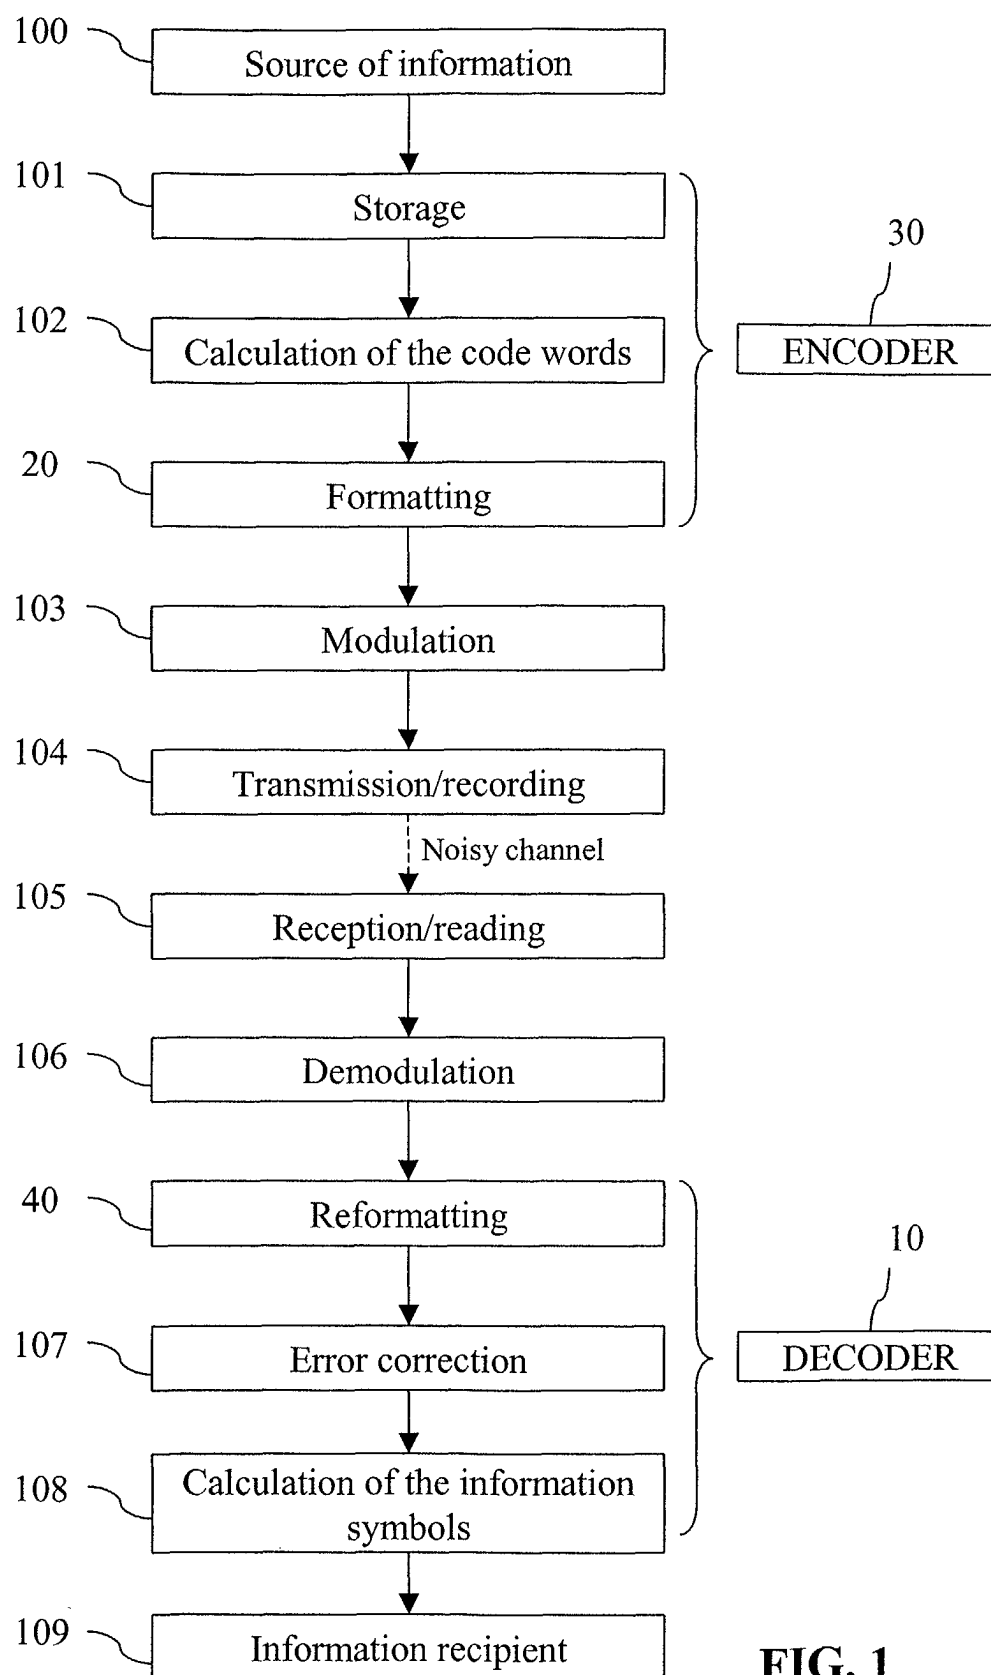 100
Source of information
101
Storage
30
102
Calculation of the code words
ENCODER
20
Formatting
103
Modulation
104
Transmission/recording
Noisy channel
105
Reception/reading
106
Demodulation
40
Reformatting
10
107
Error correction
DECODER
108
Calculation of the information
symbols
109
Information recipient
FIG. 1